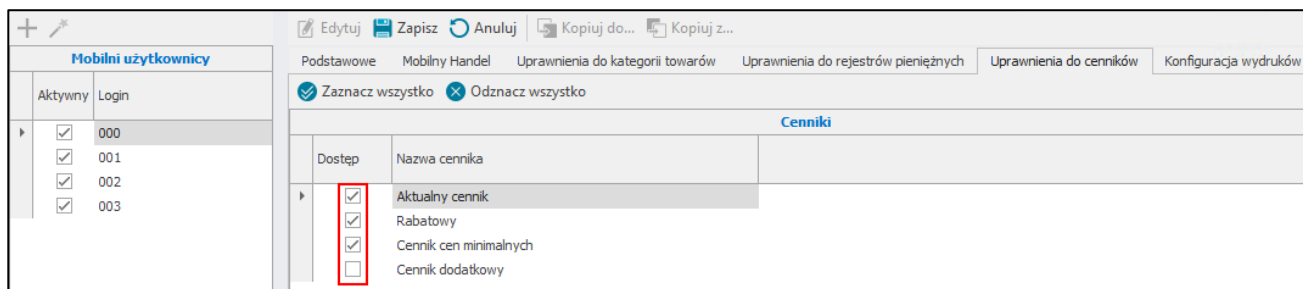 Edytuj Zapisz Anuluj Kopiuj do... Kopiuj z...
Mobilni użytkownicy
Podstawowe Mobilny Handel Uprawnienia do kategorii towarów Uprawnienia do rejestrów pieniężnych Uprawnienia do cenników Konfiguracja wydruków
Aktywny Login
000
001
002
003
Zaznacz wszystko Odznacz wszystko
Cenniki
Dostęp Nazwa cennika
Aktualny cennik
Rabatowy
Cennik cen minimalnych
Cennik dodatkowy